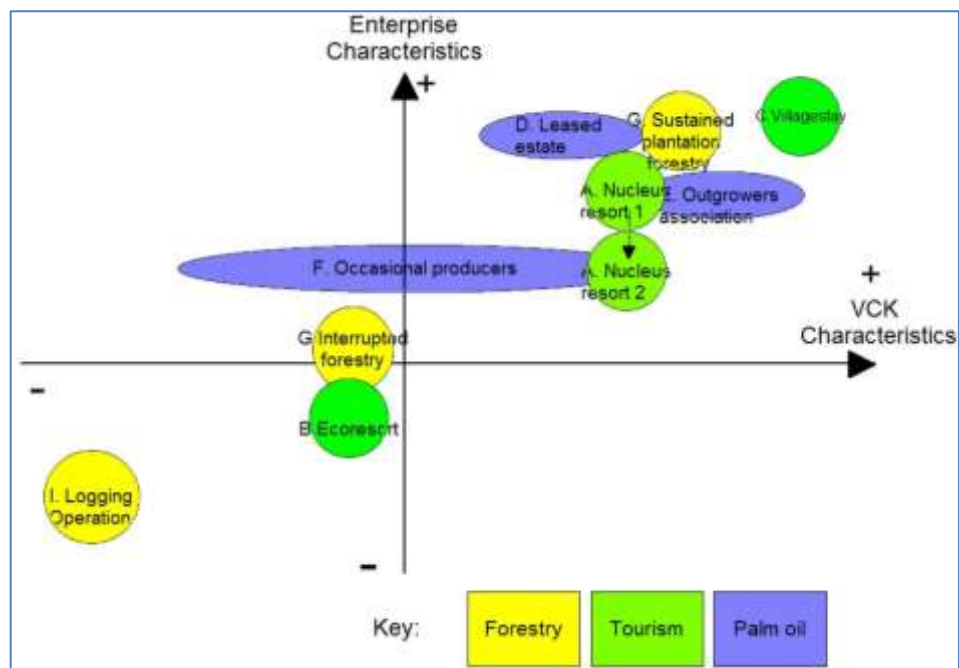 Enterprise
Characteristics
+
D. Leased
estate
G. Sustained
plantation
forestry
C Villagestay
A. Nucleus
resort 1
E. Outgrowers
association
F. Occasional producers
A. Nucleus
resort 2
+
VCK
Characteristics
G Interrupted
forestry
-
B Ecoresort
I. Logging
Operation
-
Key:
Forestry
Tourism
Palm oil